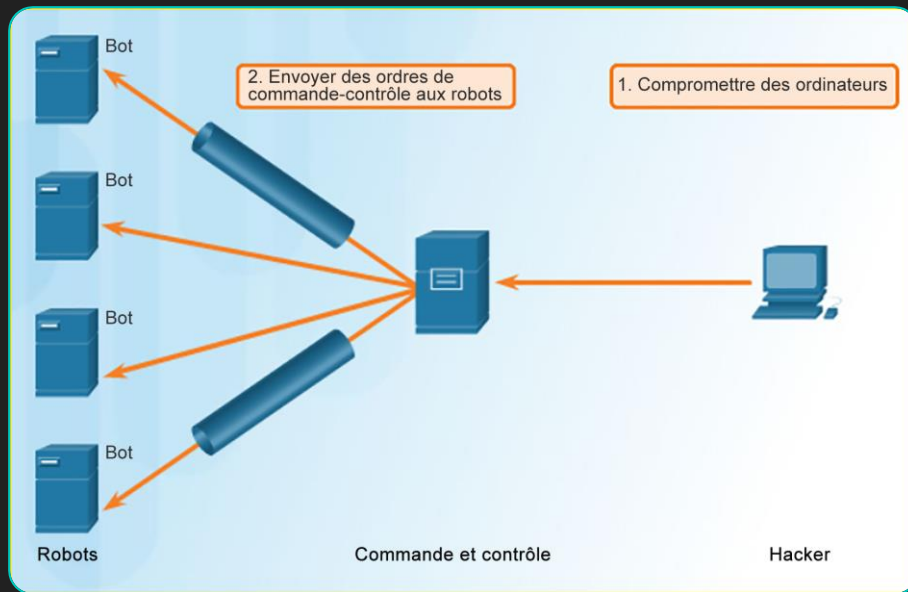 Bot
2. Envoyer des ordres de
commande-contrôle aux robots
1. Compromettre des ordinateurs
Bot
Bot
Bot
Robots
Commande et contrôle
Hacker